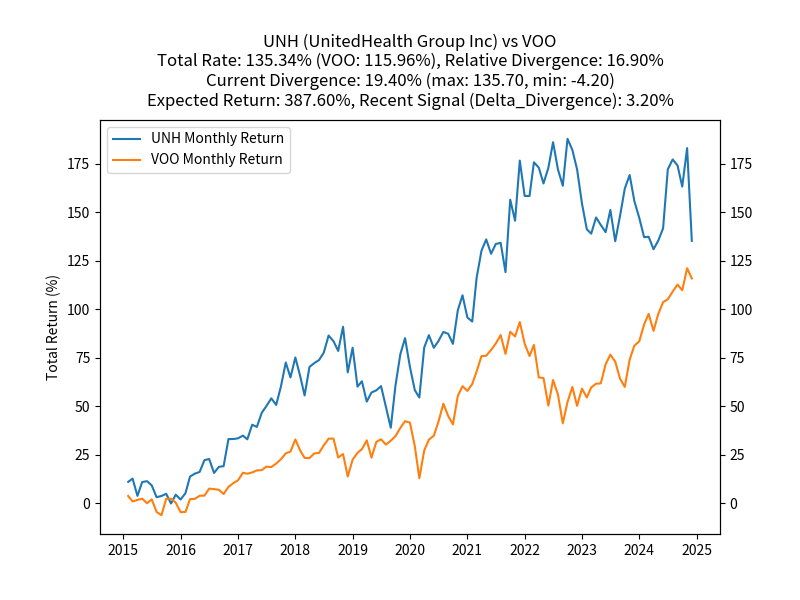 UNH (UnitedHealth Group Inc) vs VOO
Total Rate: 135.34% (VOO: 115.96%), Relative Divergence: 16.90%
Current Divergence: 19.40% (max: 135.70, min: -4.20)
Expected Return: 387.60%, Recent Signal (Delta_Divergence): 3.20%
UNH Monthly Return
VOO Monthly Return
Total Return (%)
175 175
150 150
125 125
100 100
75 75
50 50
25 25
0 0
2015 2016 2017 2018 2019 2020 2021 2022 2023 2024 2025